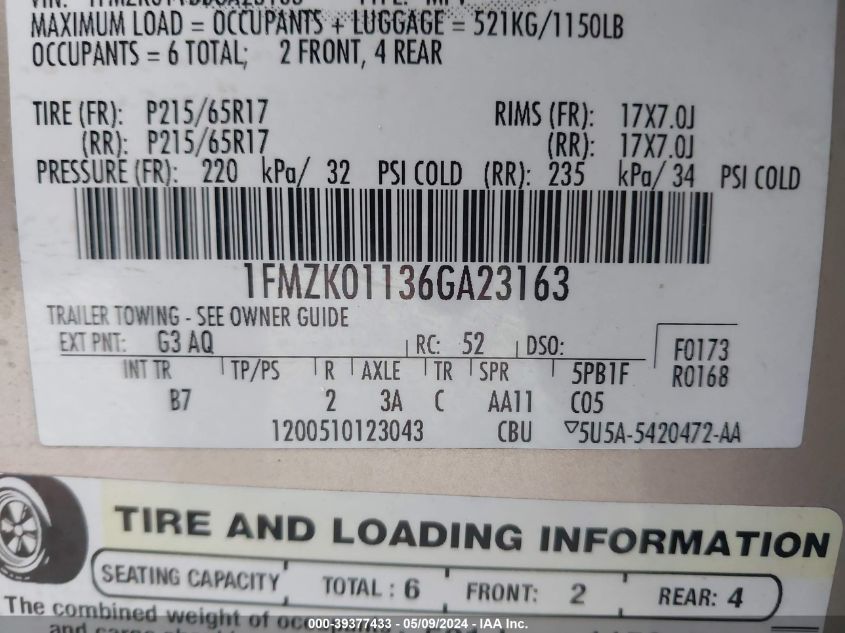 MAXIMUM LOAD = OCCUPANTS + LUGGAGE = 521KG/1150LB
OCCUPANTS = 6 TOTAL; 2 FRONT, 4 REAR
TIRE (FR): P215/65R17 RIMS (FR): 17X7.0J
(RR): P215/65R17 (RR): 17X7.0J
PRESSURE (FR): 220 kPa/ 32 PSI COLD (RR): 235 kPa/ 34 PSI COLD
1FMZK01136GA23163
TRAILER TOWING - SEE OWNER GUIDE
EXT PNT: G3 AQ RC: 52 DSO: F0173
INT TR TP/PS R AXLE TR SPR 5PB1F R0168
B7 2 3A C AA11 C05
1200510123043 CBU ▽5U5A-5420472-AA
TIRE AND LOADING INFORMATION
SEATING CAPACITY TOTAL : 6 FRONT: 2 REAR: 4
The combined weight of
000-39377433 - 05/09/2024 - IAA Inc.